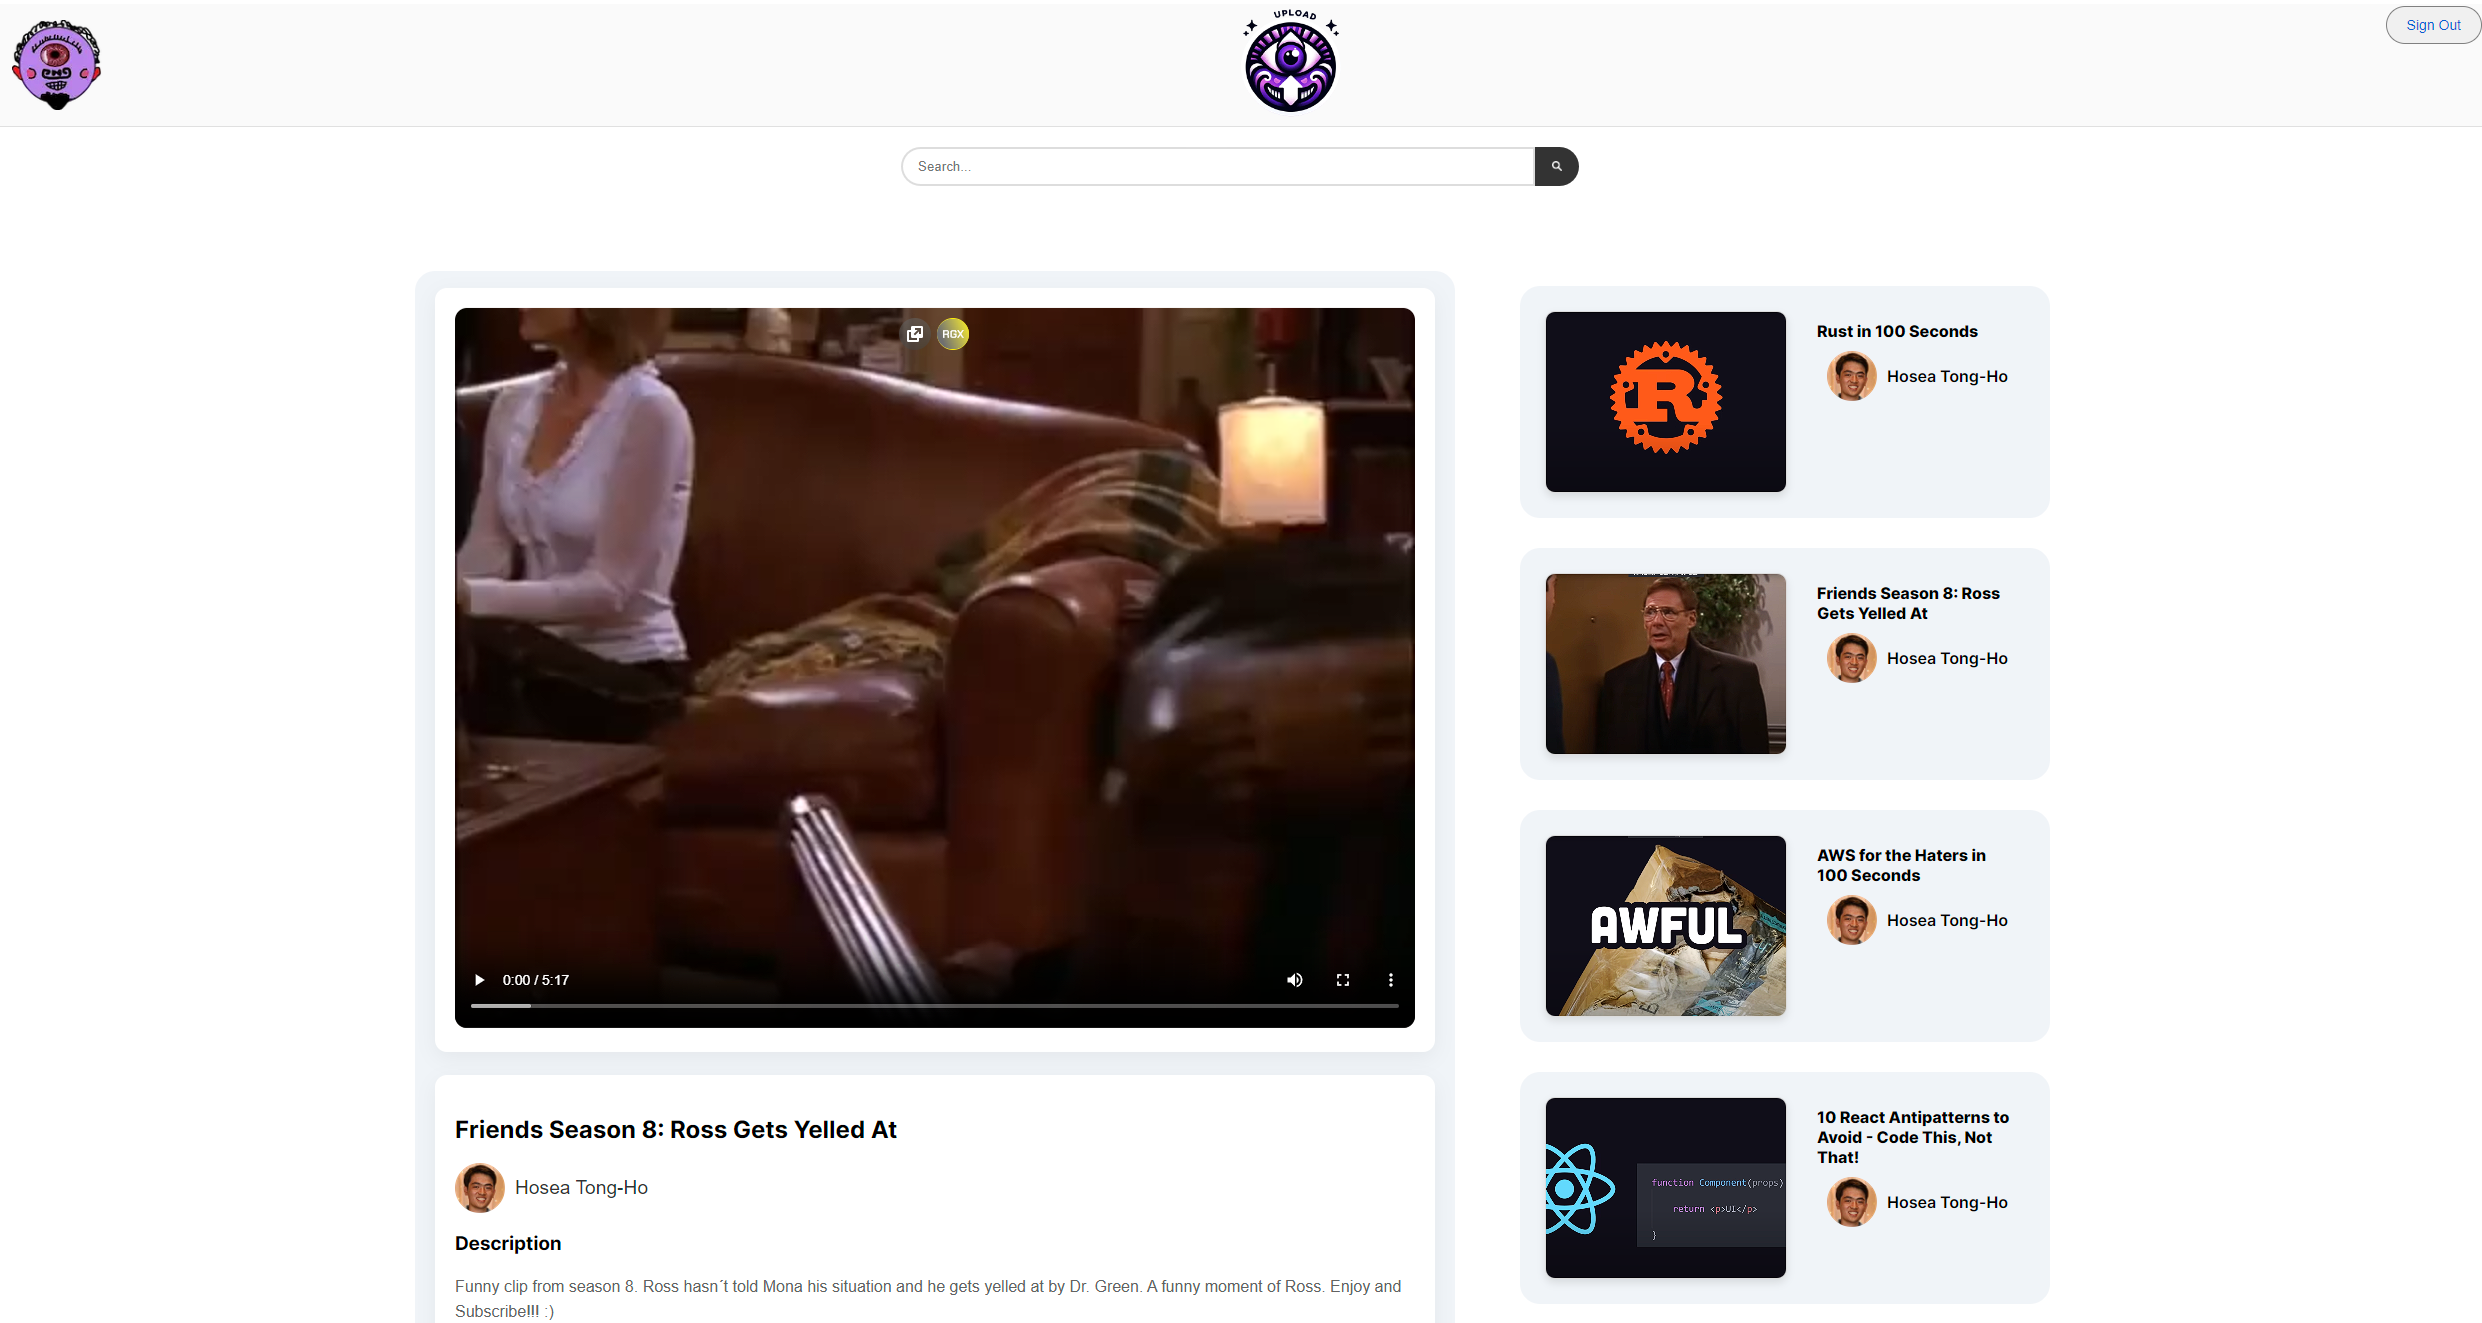 UPLOAD
Sign Out
Search...
RGX
0:00 / 5:17
Friends Season 8: Ross Gets Yelled At
Hosea Tong-Ho
Description
Funny clip from season 8. Ross hasn´t told Mona his situation and he gets yelled at by Dr. Green. A funny moment of Ross. Enjoy and
Subscribe!!! :)
Rust in 100 Seconds
Hosea Tong-Ho
R
Friends Season 8: Ross
Gets Yelled At
Hosea Tong-Ho
AWS for the Haters in
100 Seconds
Hosea Tong-Ho
AWFUL
10 React Antipatterns to
Avoid - Code This, Not
That!
Hosea Tong-Ho
function Component(props)
return <p>UI</p>
}